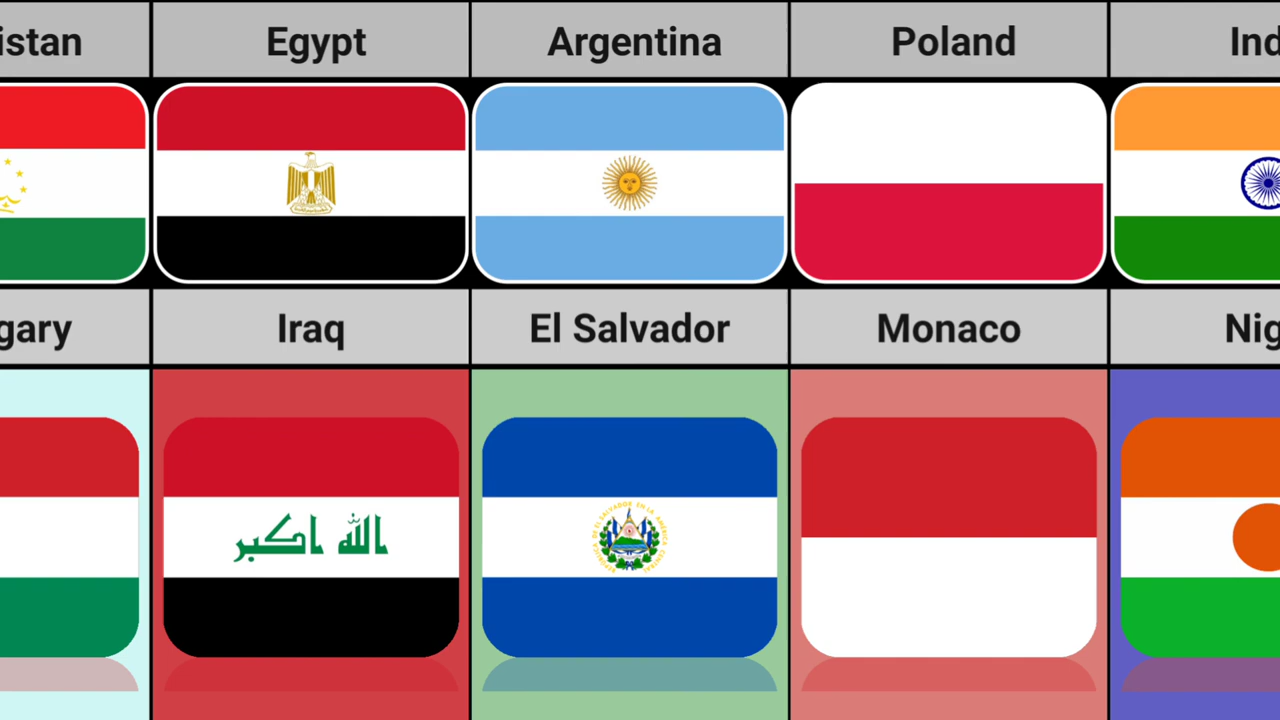 istan
Egypt
Argentina
Poland
Ind
gary
Iraq
El Salvador
Monaco
Nig
الله اكبر